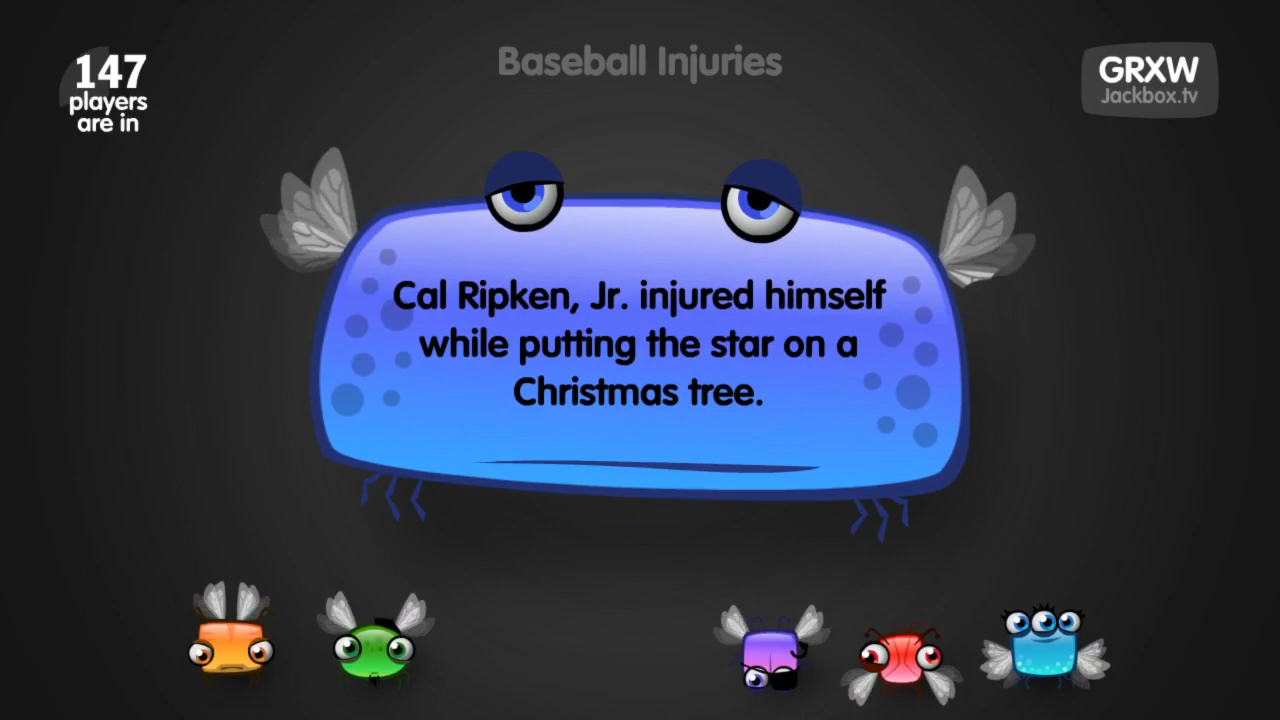 147
players
are in
Baseball Injuries
GRXW
Jackbox.tv
Cal Ripken, Jr. injured himself
while putting the star on a
Christmas tree.